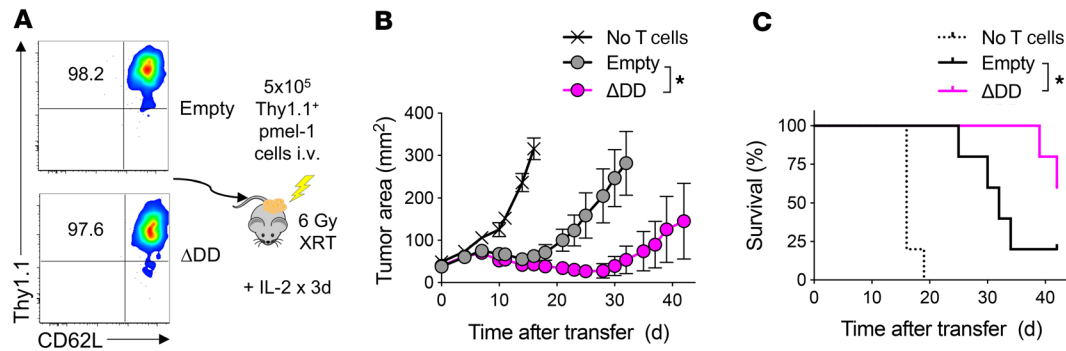 A
98.2
Empty
97.6
ΔDD
Thy1.1
CD62L
5x10⁵
Thy1.1⁺
pmel-1
cells i.v.
6 Gy
XRT
+ IL-2 x 3d
B
No T cells
Empty
ΔDD
*
Tumor area (mm²)
400
300
200
100
0
0 10 20 30 40
Time after transfer (d)
C
No T cells
Empty
ΔDD
*
Survival (%)
100
75
50
25
0
0 10 20 30 40
Time after transfer (d)